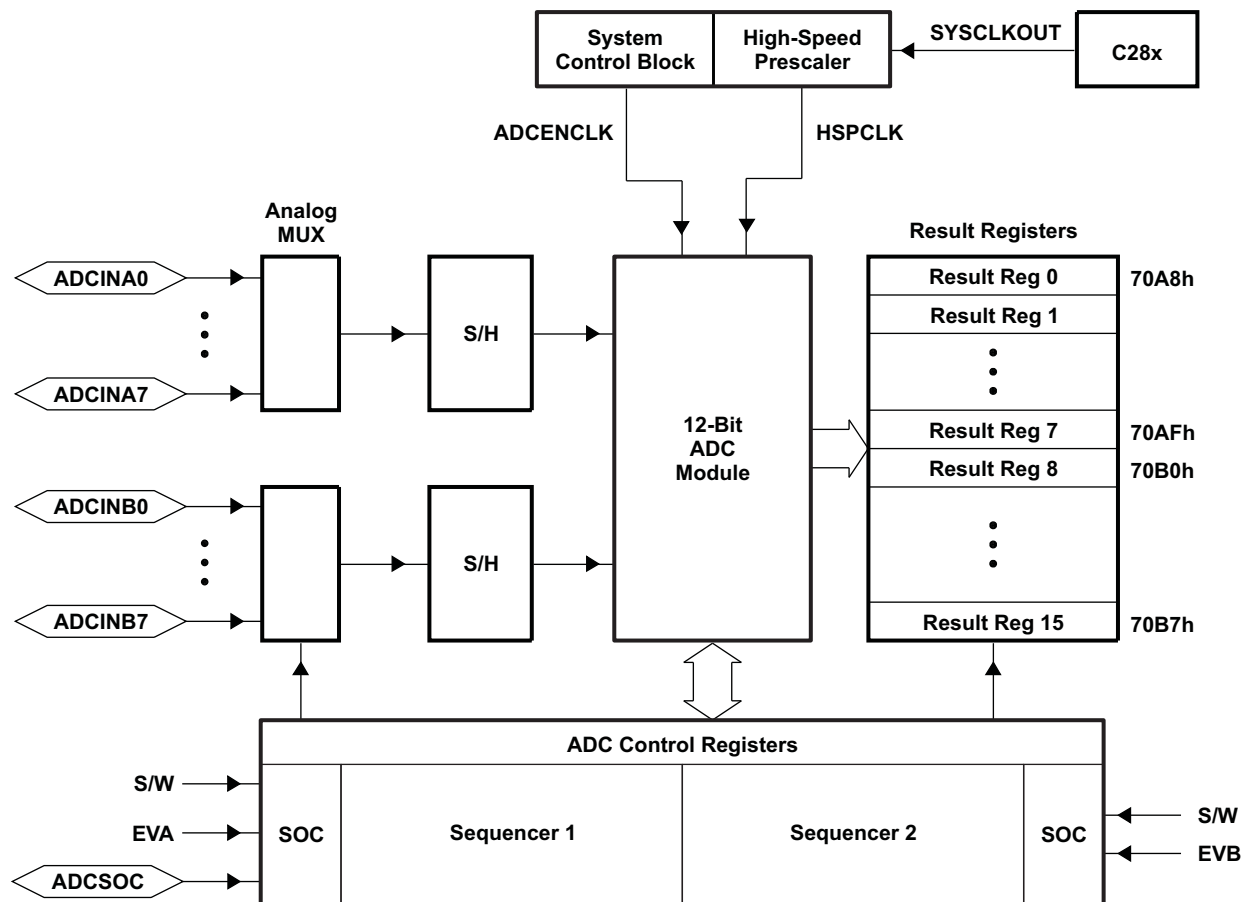 System
Control Block
High-Speed
Prescaler
SYSCLKOUT
C28x
ADCENCLK
HSPCLK
Analog
MUX
Result Registers
ADCINA0
S/H
ADCINA7
12-Bit
ADC
Module
Result Reg 0
70A8h
Result Reg 1
Result Reg 7
70AFh
Result Reg 8
70B0h
ADCINB0
S/H
ADCINB7
Result Reg 15
70B7h
ADC Control Registers
S/W
EVA
ADCSOC
SOC
Sequencer 1
Sequencer 2
SOC
S/W
EVB